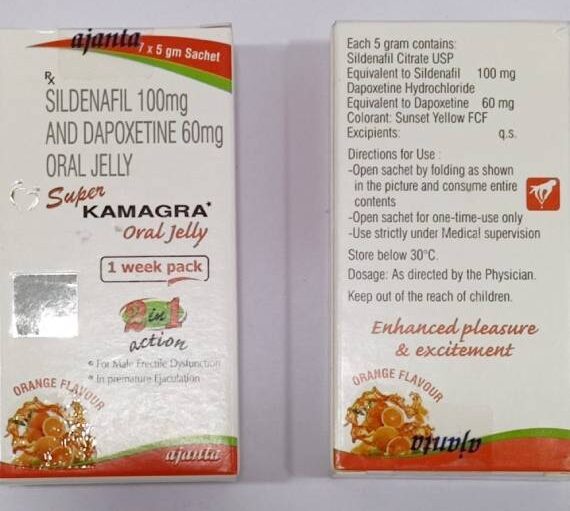 ajanta
7 x 5 gm Sachet
Rx
SILDENAFIL 100mg
AND DAPOXETINE 60mg
ORAL JELLY
Super
KAMAGRA*
Oral Jelly
1 week pack
2 in 1
action
* For Male Erectile Dysfunction
* In premature Ejaculation
ORANGE FLAVOUR
ajanta
Each 5 gram contains:
Sildenafil Citrate USP
Equivalent to Sildenafil 100 mg
Dapoxetine Hydrochloride
Equivalent to Dapoxetine 60 mg
Colorant: Sunset Yellow FCF
Excipients: q.s.
Directions for Use :
-Open sachet by folding as shown
in the picture and consume entire
contents
-Open sachet for one-time-use only
-Use strictly under Medical supervision
Store below 30°C.
Dosage: As directed by the Physician.
Keep out of the reach of children.
Enhanced pleasure
& excitement
ORANGE FLAVOUR
ajanta